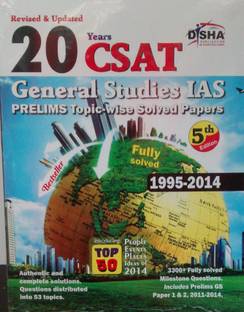 Revised & Updated
DISHA
20 Years
CSAT
General Studies IAS
PRELIMS Topic-wise Solved Papers
5th
Edition
Fully
solved
Bestseller
1995-2014
TOP
50
PEOPLE
EVENTS
PLACES
IDEAS of
2014
Authentic and
complete solutions.
Questions distributed
into 53 topics.
3300+ Fully solved
Milestone Questions.
Includes Prelims GS
Paper 1 & 2, 2011-2014,